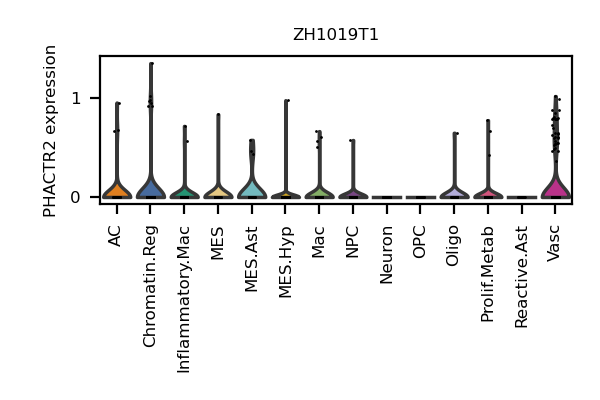 ZH1019T1
PHACTR2 expression
1
0
AC
Chromatin.Reg
Inflammatory.Mac
MES
MES.Ast
MES.Hyp
Mac
NPC
Neuron
OPC
Oligo
Prolif.Metab
Reactive.Ast
Vasc